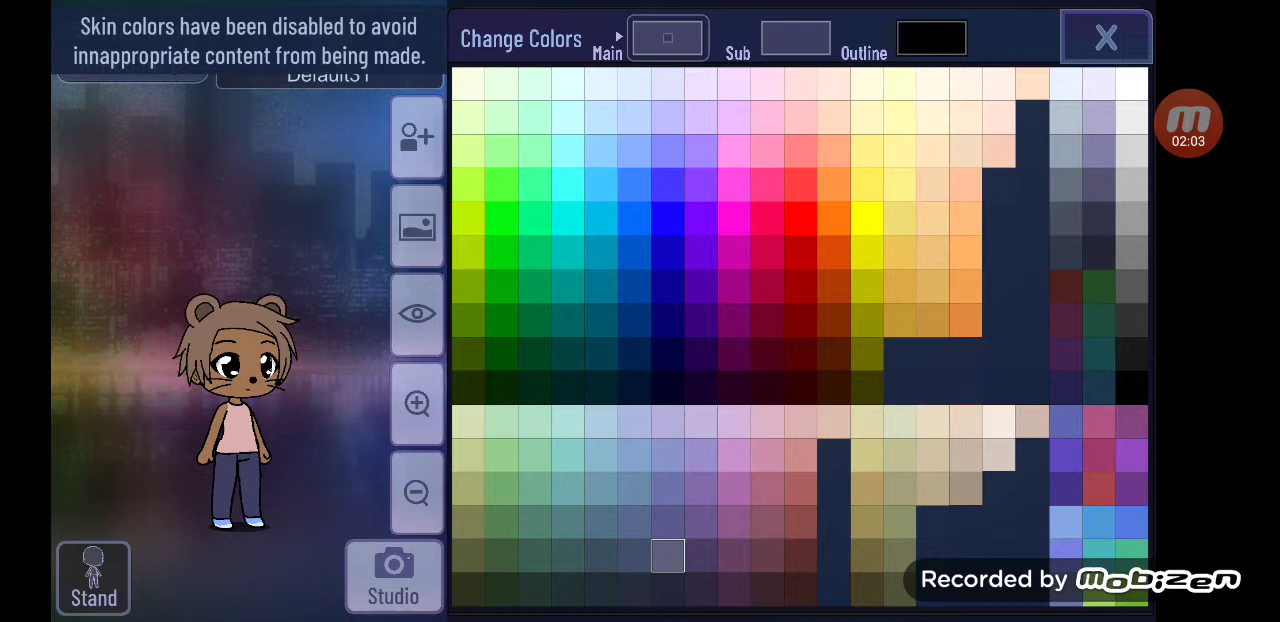 Skin colors have been disabled to avoid
innappropriate content from being made.
Default31
Change Colors
Main
Sub
Outline
X
02:03
Stand
Studio
Recorded by Mobizen